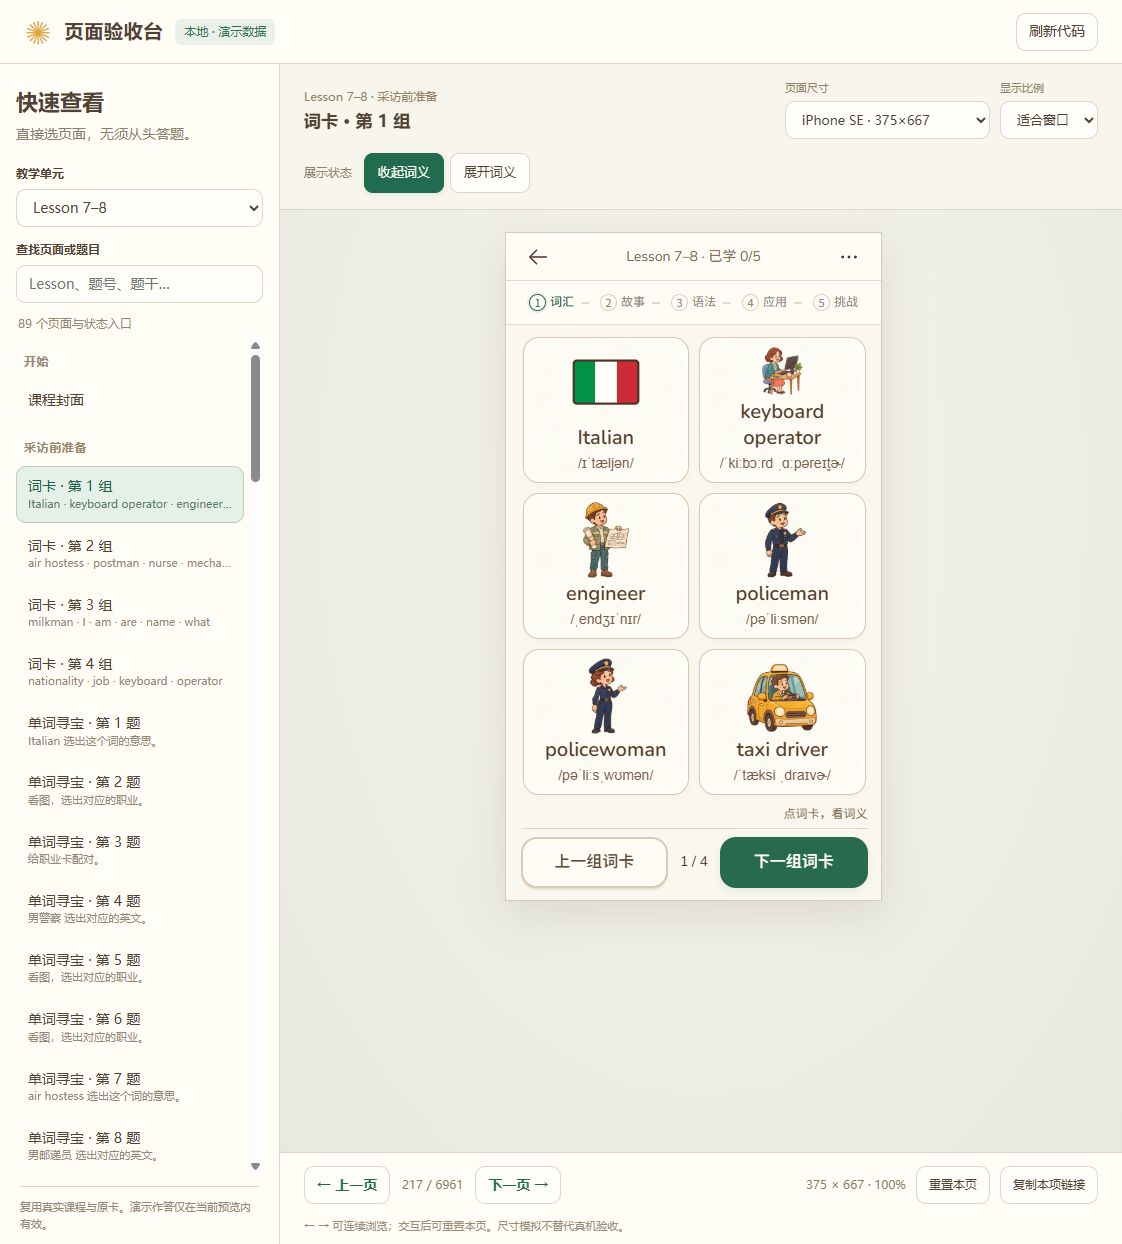 页面验收台
本地 · 演示数据
刷新代码
快速查看
直接选页面，无须从头答题。
教学单元
Lesson 7–8
查找页面或题目
Lesson、题号、题干...
89 个页面与状态入口
开始
课程封面
采访前准备
词卡 · 第 1 组
Italian · keyboard operator · engineer...
词卡 · 第 2 组
air hostess · postman · nurse · mecha...
词卡 · 第 3 组
milkman · I · am · are · name · what
词卡 · 第 4 组
nationality · job · keyboard · operator
单词寻宝 · 第 1 题
Italian 选出这个词的意思。
单词寻宝 · 第 2 题
看图，选出对应的职业。
单词寻宝 · 第 3 题
给职业卡配对。
单词寻宝 · 第 4 题
男警察 选出对应的英文。
单词寻宝 · 第 5 题
看图，选出对应的职业。
单词寻宝 · 第 6 题
看图，选出对应的职业。
单词寻宝 · 第 7 题
air hostess 选出这个词的意思。
单词寻宝 · 第 8 题
男邮递员 选出对应的英文。
复用真实课程与原卡。演示作答仅在当前预览内
有效。
Lesson 7–8 · 采访前准备
词卡 · 第 1 组
页面尺寸
iPhone SE · 375×667
显示比例
适合窗口
展示状态
收起词义
展开词义
Lesson 7–8 · 已学 0/5
1 词汇 – 2 故事 – 3 语法 – 4 应用 – 5 挑战
Italian
/ɪˈtæljən/
keyboard
operator
/ˈkiːbɔːrd ˌɑːpəreɪt̬ɚ/
engineer
/ˌendʒɪˈnɪr/
policeman
/pəˈliːsmən/
policewoman
/pəˈliːsˌwʊmən/
taxi driver
/ˈtæksi ˌdraɪvɚ/
点词卡，看词义
上一组词卡
1 / 4
下一组词卡
← 上一页
217 / 6961
下一页 →
375 × 667 · 100%
重置本页
复制本项链接
← → 可连续浏览；交互后可重置本页。尺寸模拟不替代真机验收。